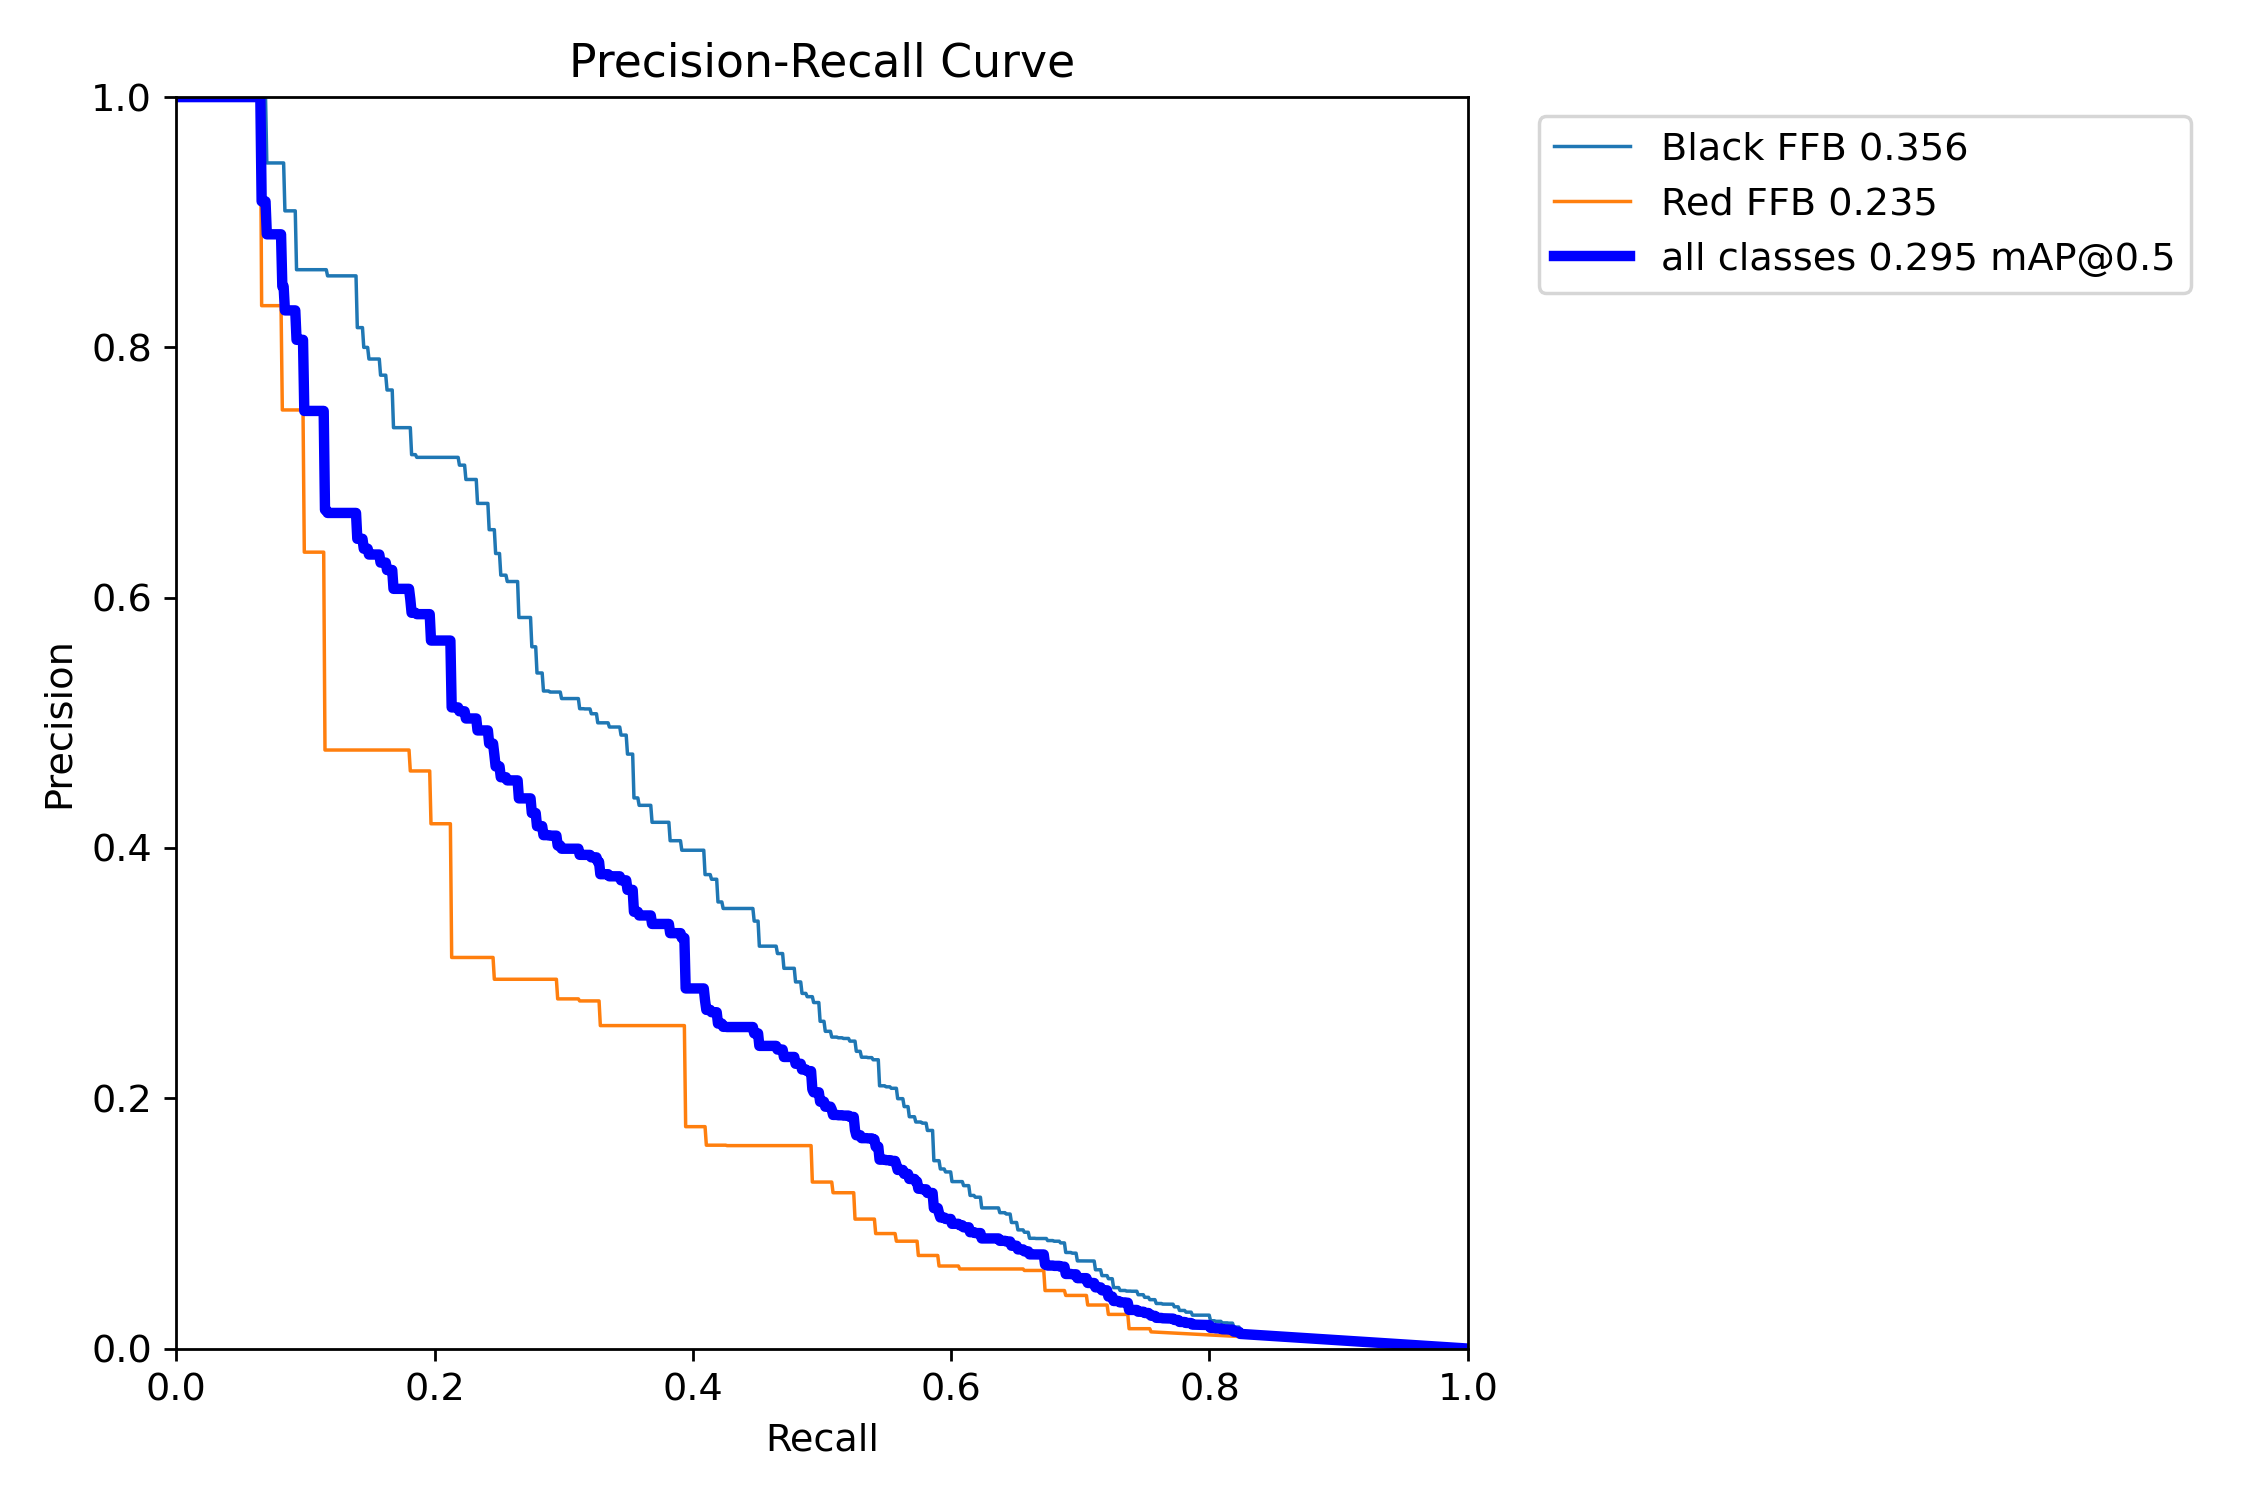 Precision-Recall Curve
1.0
0.8
0.6
0.4
0.2
0.0
Precision
0.0 0.2 0.4 0.6 0.8 1.0
Recall
Black FFB 0.356
Red FFB 0.235
all classes 0.295 mAP@0.5